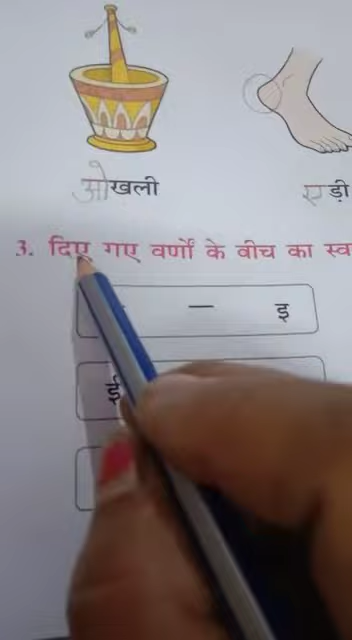 ओखली
एड़ी
3. दिए गए वर्णों के बीच का स्व
— इ
ई